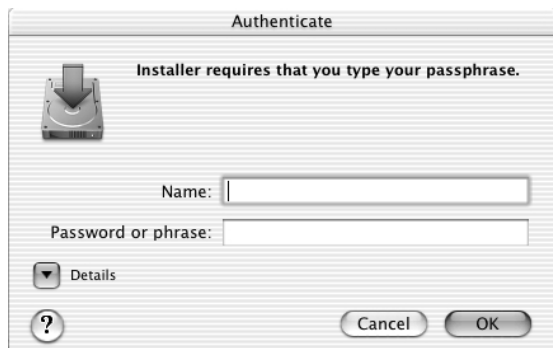 Authenticate
Installer requires that you type your passphrase.
Name:
Password or phrase:
Details
?
Cancel
OK